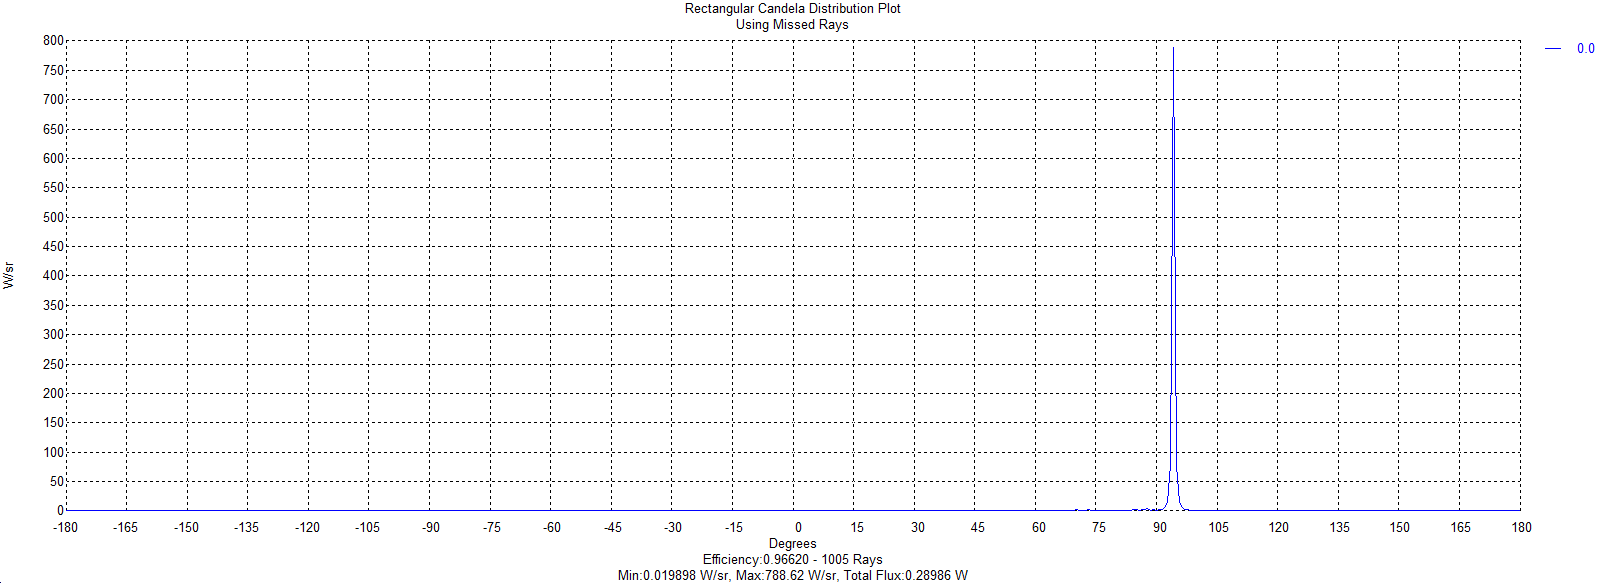 Rectangular Candela Distribution Plot
Using Missed Rays
0.0
800
750
700
650
600
550
500
450
400
350
300
250
200
150
100
50
0
W/sr
-180 -165 -150 -135 -120 -105 -90 -75 -60 -45 -30 -15 0 15 30 45 60 75 90 105 120 135 150 165 180
Degrees
Efficiency:0.96620 - 1005 Rays
Min:0.019898 W/sr, Max:788.62 W/sr, Total Flux:0.28986 W